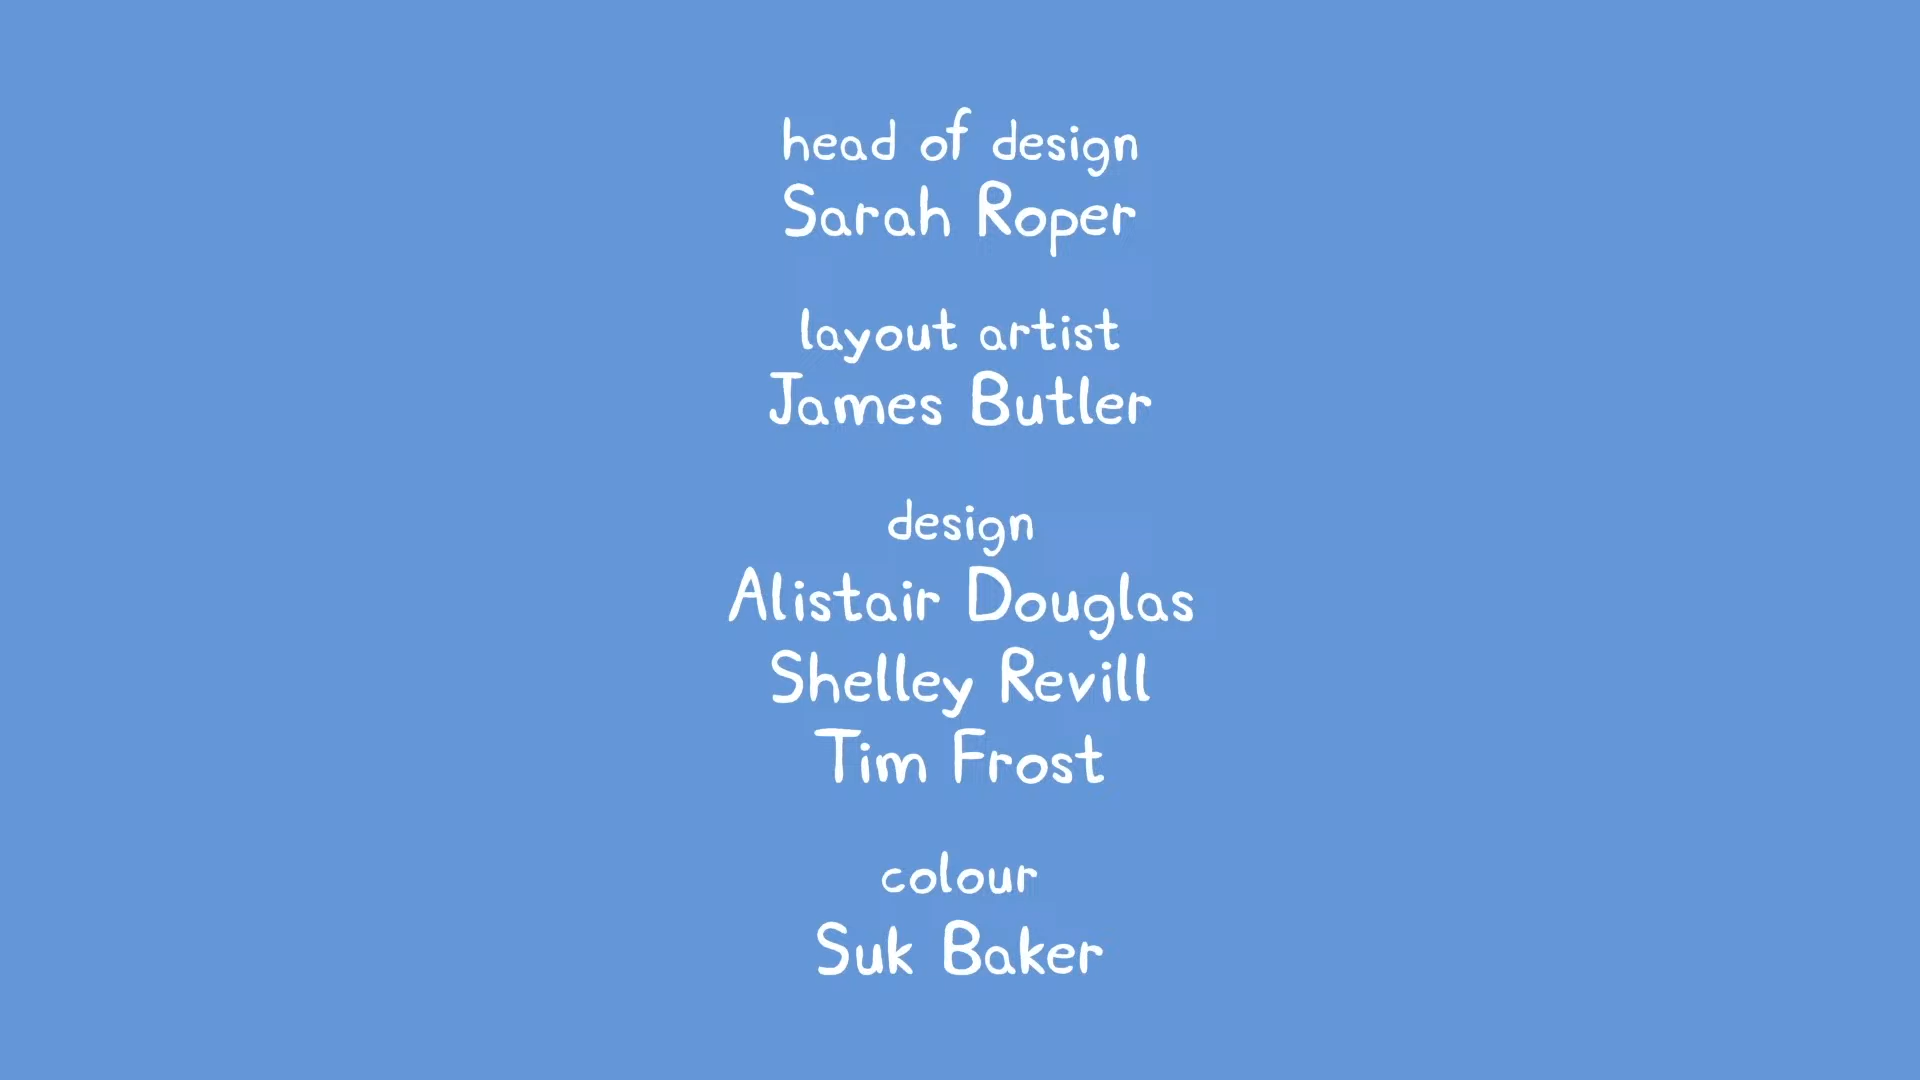 head of design
Sarah Roper
layout artist
James Butler
design
Alistair Douglas
Shelley Revill
Tim Frost
colour
Suk Baker